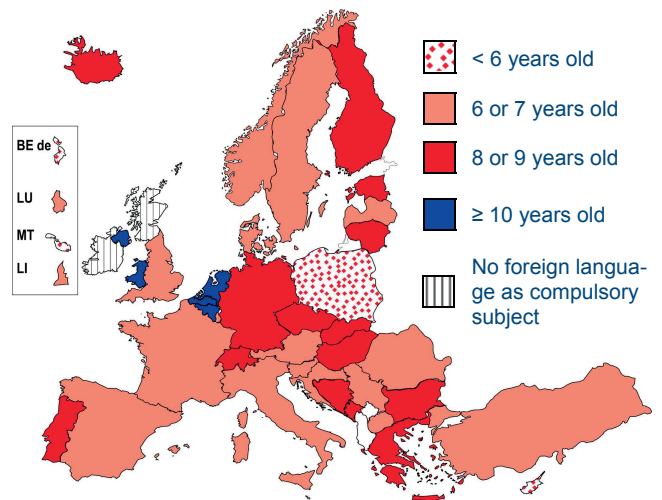 < 6 years old
6 or 7 years old
8 or 9 years old
≥ 10 years old
No foreign langua-
ge as compulsory
subject
BE de
LU
MT
LI